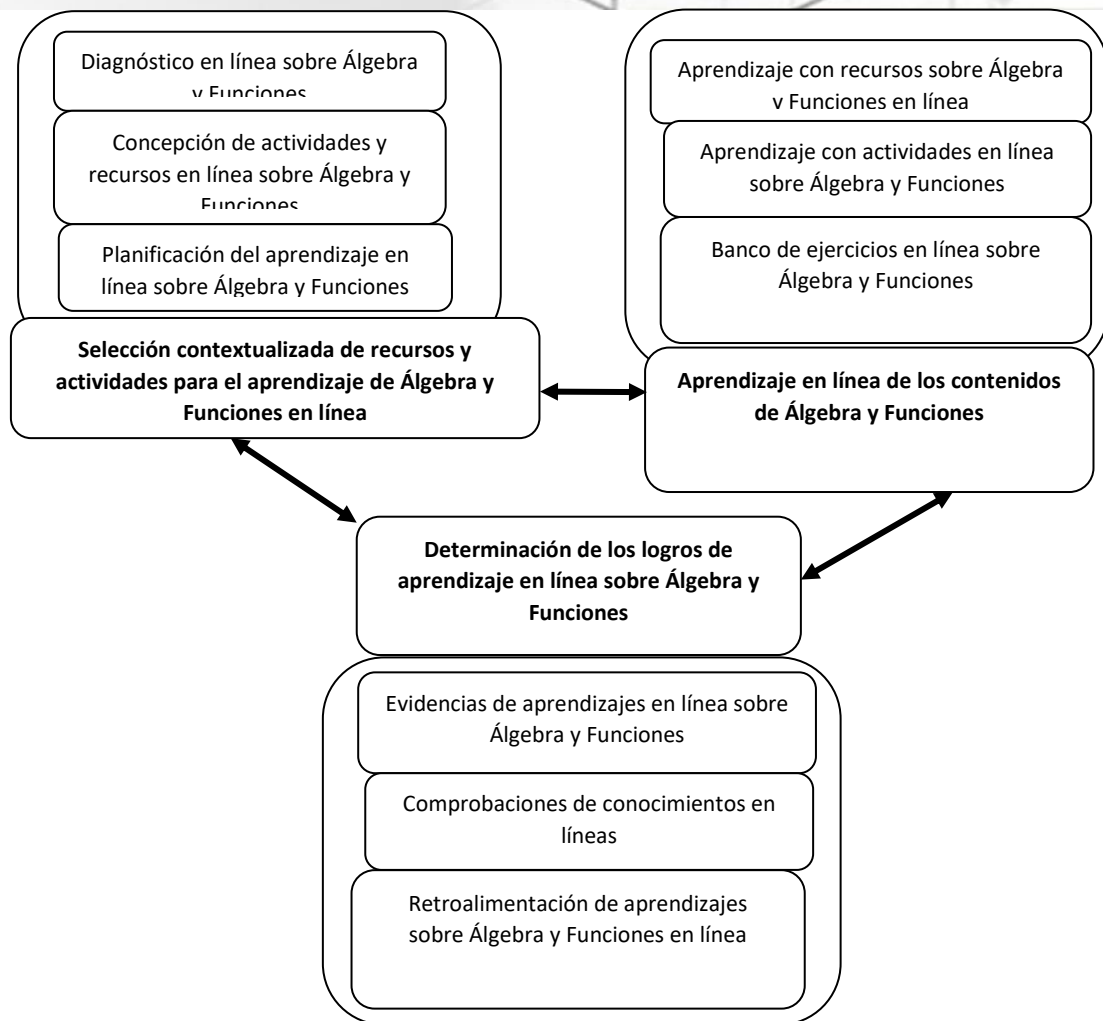 Diagnóstico en línea sobre Álgebra
y Funciones
Concepción de actividades y
recursos en línea sobre Álgebra y
Funciones
Planificación del aprendizaje en
línea sobre Álgebra y Funciones
Selección contextualizada de recursos y
actividades para el aprendizaje de Álgebra y
Funciones en línea
Aprendizaje con recursos sobre Álgebra
y Funciones en línea
Aprendizaje con actividades en línea
sobre Álgebra y Funciones
Banco de ejercicios en línea sobre
Álgebra y Funciones
Aprendizaje en línea de los contenidos
de Álgebra y Funciones
Determinación de los logros de
aprendizaje en línea sobre Álgebra y
Funciones
Evidencias de aprendizajes en línea sobre
Álgebra y Funciones
Comprobaciones de conocimientos en
líneas
Retroalimentación de aprendizajes
sobre Álgebra y Funciones en línea